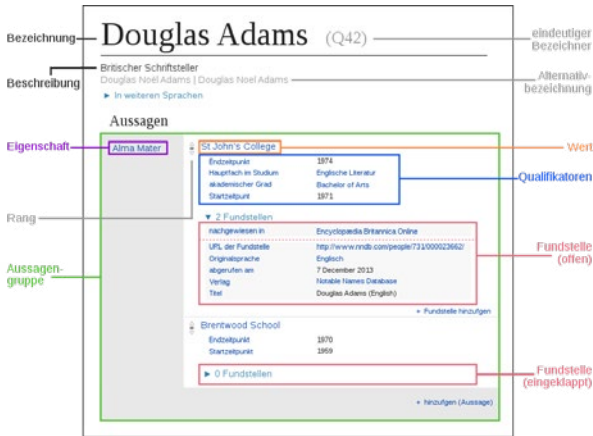 Bezeichnung
Douglas Adams (Q42)
eindeutiger
Bezeichner
Beschreibung
Britischer Schriftsteller
Douglas Noël Adams | Douglas Noel Adams
Alternativ-
bezeichnung
► In weiteren Sprachen
Aussagen
Eigenschaft
Alma Mater
St John's College
Wert
Endzeitpunkt 1974
Hauptfach im Studium Englische Literatur
akademischer Grad Bachelor of Arts
Startzeitpunt 1971
Qualifikatoren
Rang
▼ 2 Fundstellen
nachgewiesen in Encyclopædia Britannica Online
URL der Fundstelle http://www.nndb.com/people/731/000023662/
Originalsprache Englisch
abgerufen am 7 December 2013
Verlag Notable Names Database
Titel Douglas Adams (English)
Fundstelle
(offen)
Aussagen-
gruppe
+ Fundstelle hinzufügen
Brentwood School
Endzeitpunkt 1970
Startzeitpunkt 1959
► 0 Fundstellen
Fundstelle
(eingeklappt)
+ hinzufügen (Aussage)